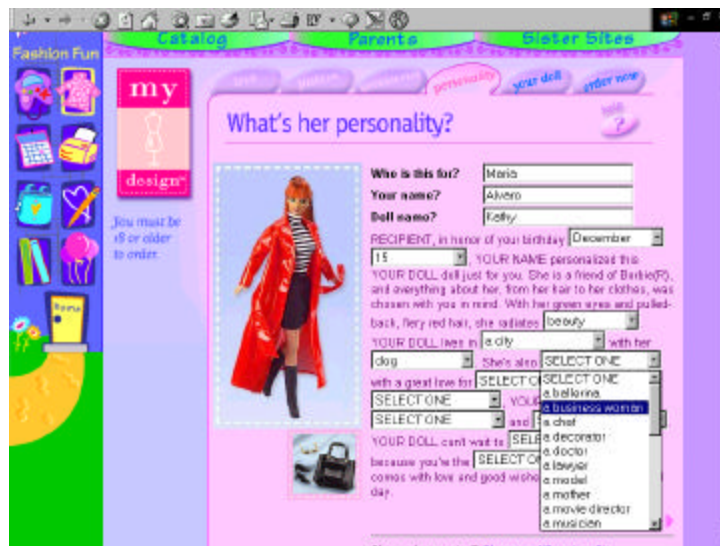 Catalog Parents Sister Sites
Fashion Fun
my
design
personality your doll order now
What's her personality?
help
?
You must be
18 or older
to order.
Home
Who is this for? Maria
Your name? Alvaro
Doll name? Kathy
RECIPIENT, in honor of your birthday December
15 , YOUR NAME personalized this
YOUR DOLL doll just for you. She is a friend of Barbie(R),
and everything about her, from her hair to her clothes, was
chosen with you in mind. With her green eyes and pulled-
back, fiery red hair, she radiates beauty
YOUR DOLL lives in a city with her
dog . She's also SELECT ONE
with a great love for SELECT ON
SELECT ONE , YOU
SELECT ONE and
YOUR DOLL can't wait to SELE
because you're the SELECT ON
comes with love and good wishe
day.
SELECT ONE
a ballerina
a business woman
a chef
a decorator
a doctor
a lawyer
a model
a mother
a movie director
a musician